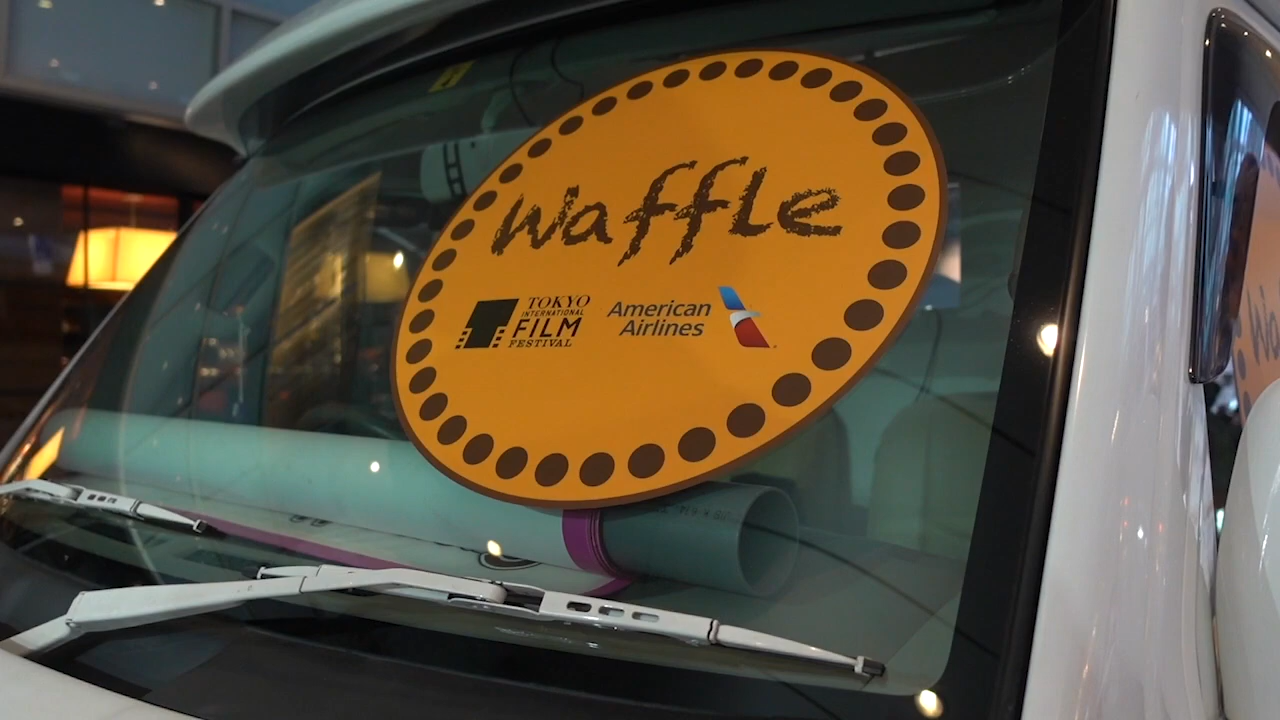 Waffle
TOKYO
INTERNATIONAL
FILM
FESTIVAL
American
Airlines